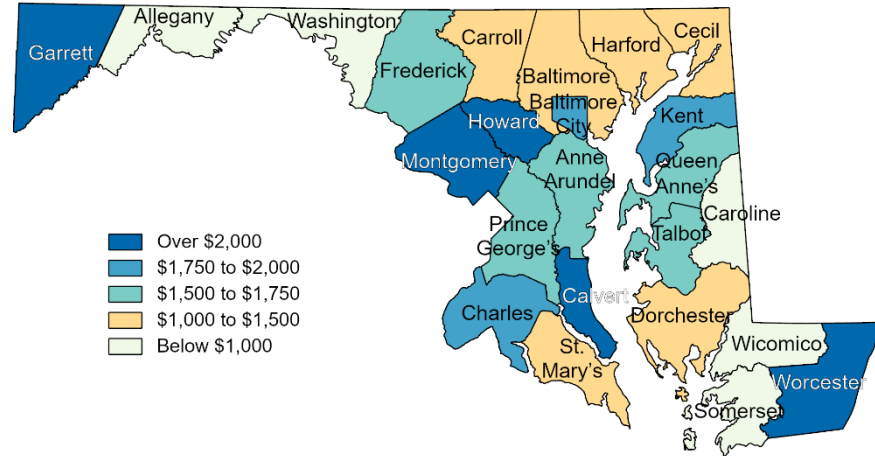 Garrett
Allegany
Washington
Frederick
Carroll
Baltimore
Harford
Cecil
Baltimore
City
Howard
Montgomery
Kent
Anne
Arundel
Queen
Anne's
Caroline
Prince
George's
Talbot
Calvert
Charles
St.
Mary's
Dorchester
Wicomico
Worcester
Somerset
Over $2,000
$1,750 to $2,000
$1,500 to $1,750
$1,000 to $1,500
Below $1,000